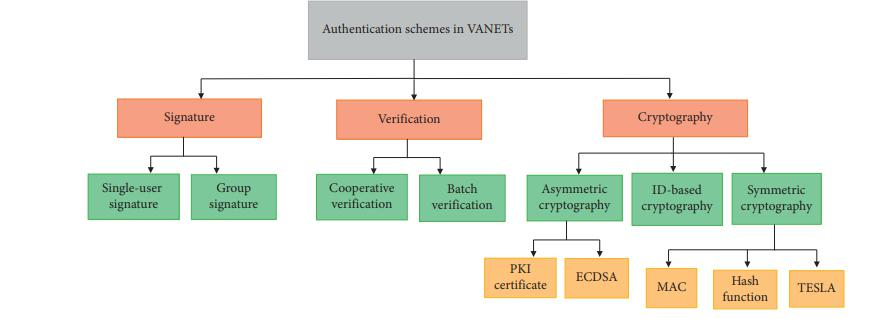 Authentication schemes in VANETs
Signature
Verification
Cryptography
Single-user
signature
Group
signature
Cooperative
verification
Batch
verification
Asymmetric
cryptography
ID-based
cryptography
Symmetric
cryptography
PKI
certificate
ECDSA
MAC
Hash
function
TESLA